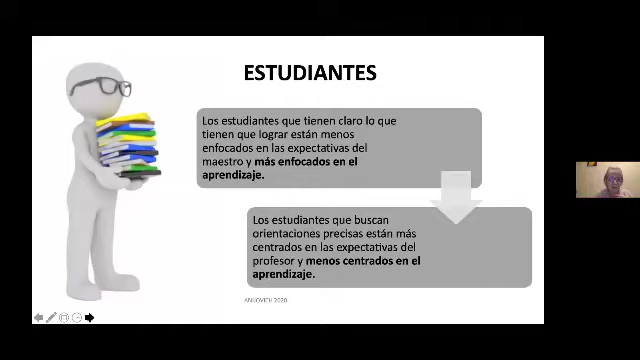 ESTUDIANTES
Los estudiantes que tienen claro lo que
tienen que lograr están menos
enfocados en las expectativas del
maestro y más enfocados en el
aprendizaje.
Los estudiantes que buscan
orientaciones precisas están más
centrados en las expectativas del
profesor y menos centrados en el
aprendizaje.
ANIJOVICH 2020